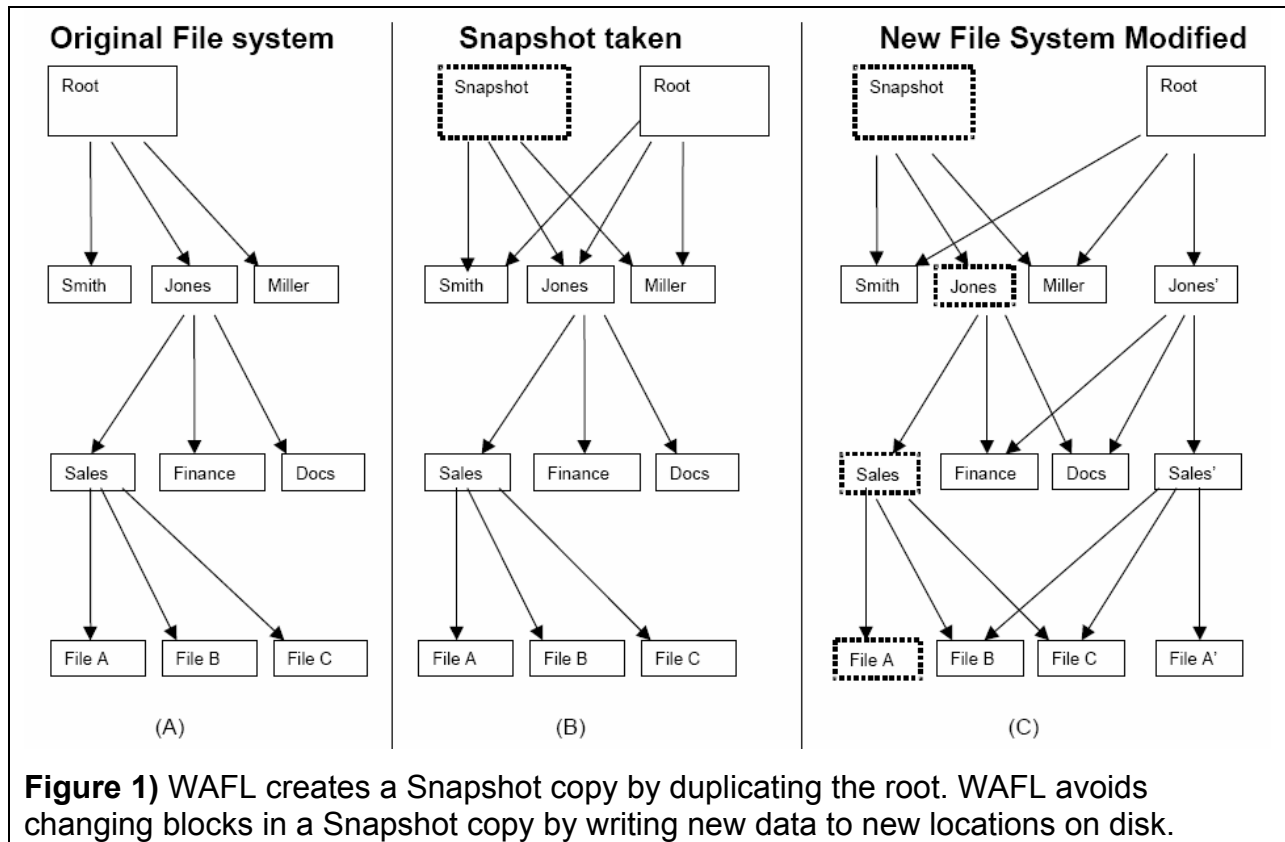 Original File system
Snapshot taken
New File System Modified
Root
Snapshot
Root
Snapshot
Root
Smith
Jones
Miller
Smith
Jones
Miller
Smith
Jones
Miller
Jones’
Sales
Finance
Docs
Sales
Finance
Docs
Sales
Finance
Docs
Sales’
File A
File B
File C
File A
File B
File C
File A
File B
File C
File A’
(A)
(B)
(C)
Figure 1) WAFL creates a Snapshot copy by duplicating the root. WAFL avoids
changing blocks in a Snapshot copy by writing new data to new locations on disk.